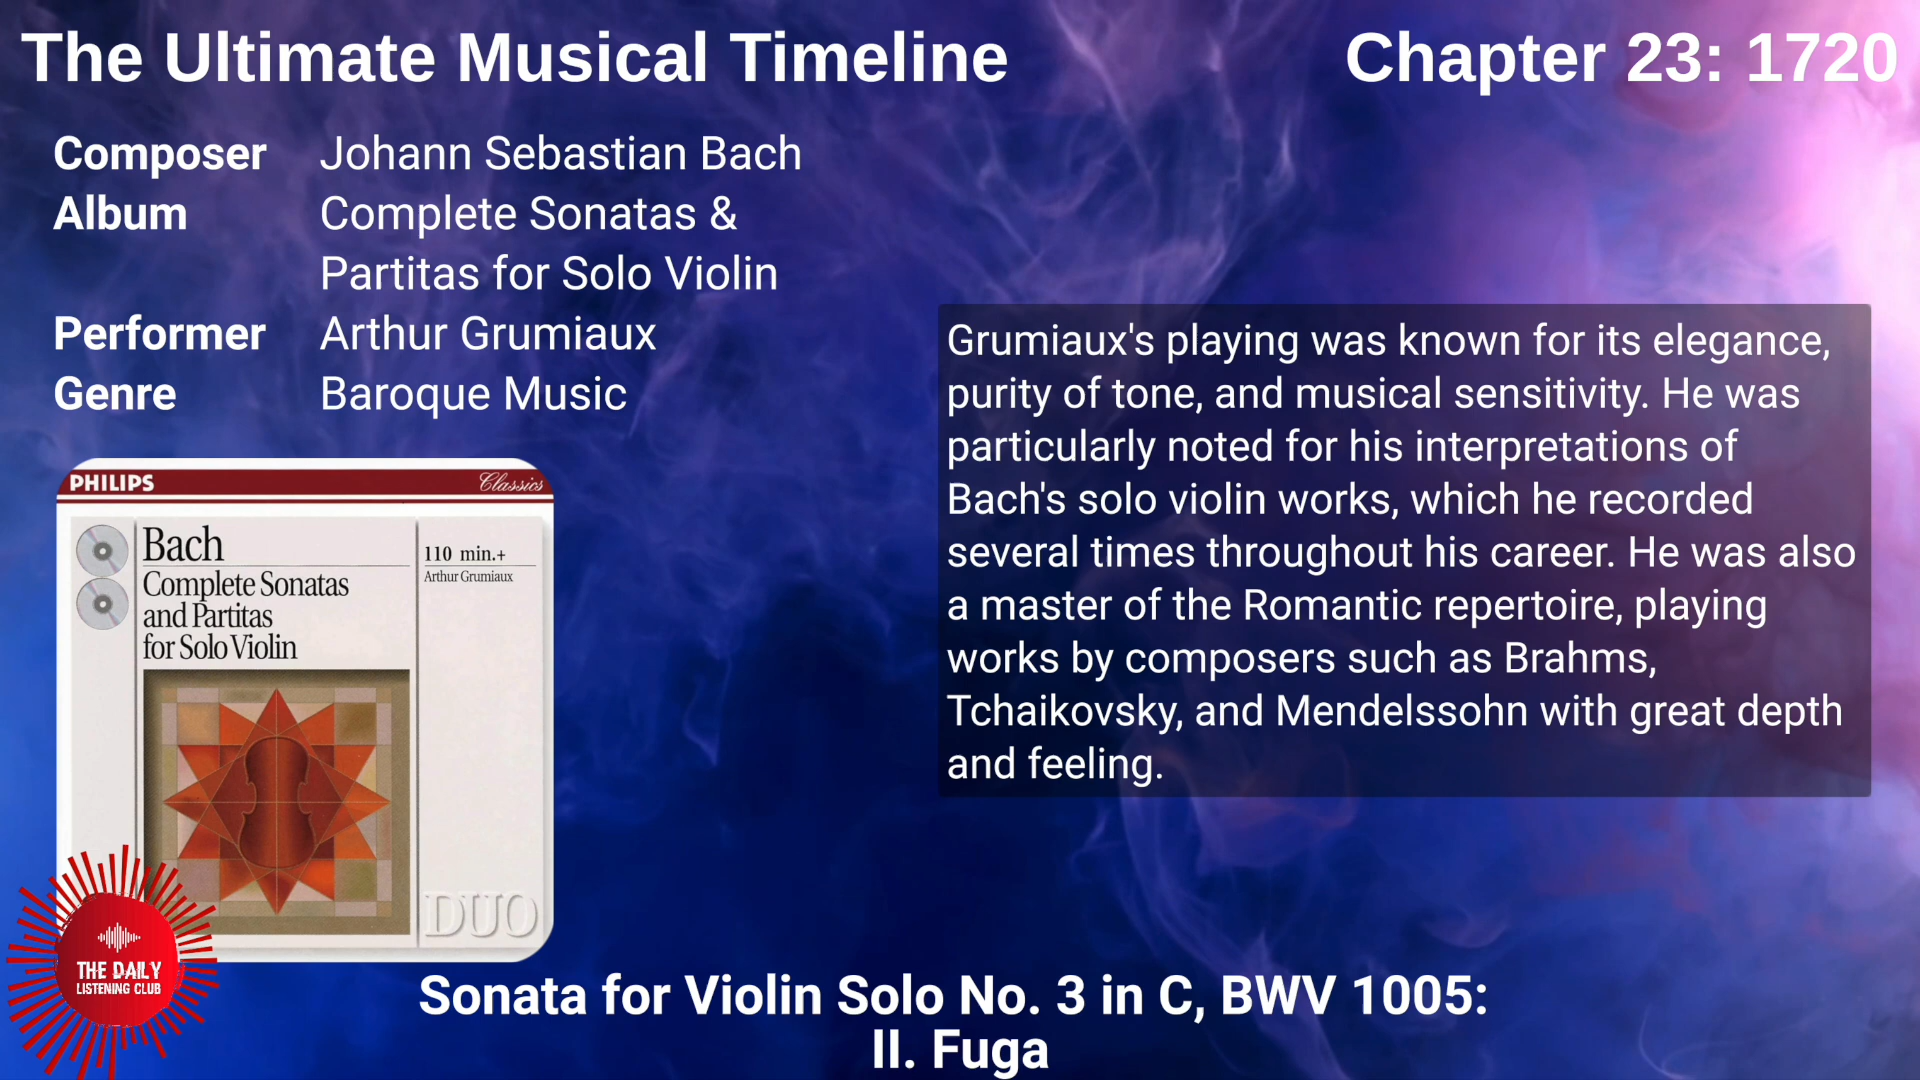 The Ultimate Musical Timeline
Chapter 23: 1720
Composer Johann Sebastian Bach
Album Complete Sonatas &
Partitas for Solo Violin
Performer Arthur Grumiaux
Genre Baroque Music
Grumiaux's playing was known for its elegance,
purity of tone, and musical sensitivity. He was
particularly noted for his interpretations of
Bach's solo violin works, which he recorded
several times throughout his career. He was also
a master of the Romantic repertoire, playing
works by composers such as Brahms,
Tchaikovsky, and Mendelssohn with great depth
and feeling.
PHILIPS Classics
Bach
Complete Sonatas
and Partitas
for Solo Violin
110 min.+
Arthur Grumiaux
DUO
THE DAILY
LISTENING CLUB
Sonata for Violin Solo No. 3 in C, BWV 1005:
II. Fuga